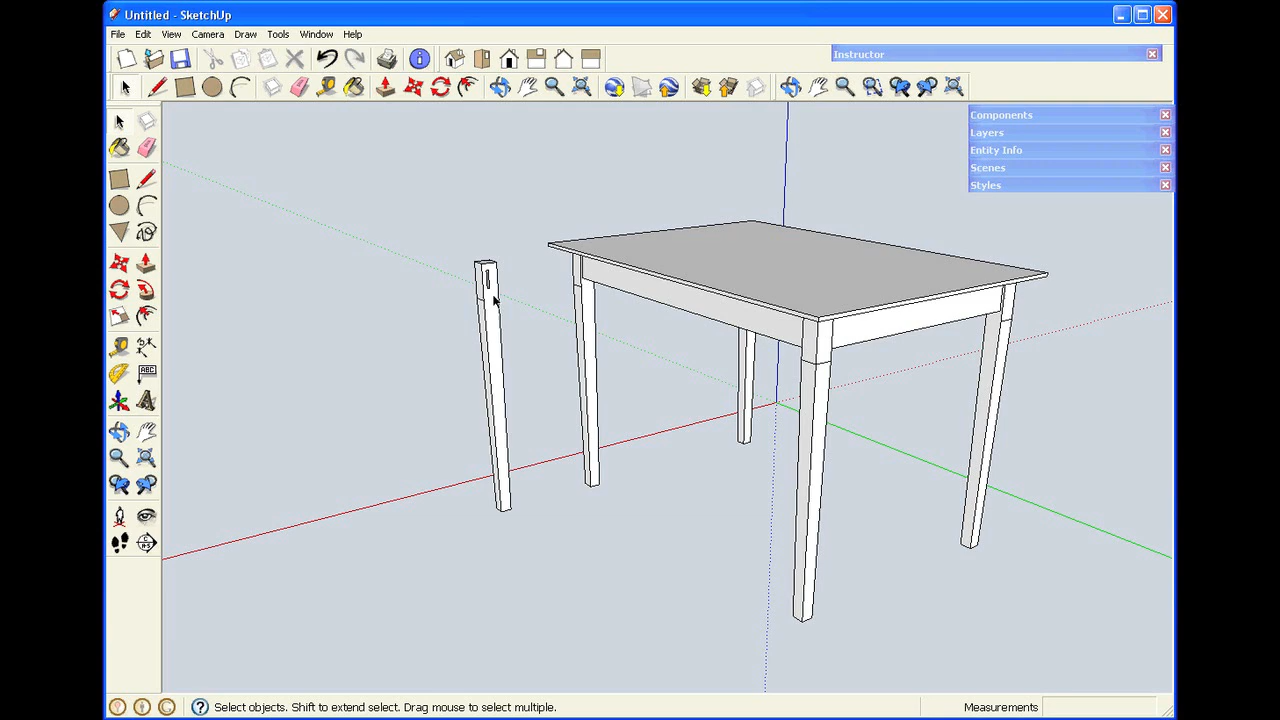 Untitled - SketchUp
File Edit View Camera Draw Tools Window Help
Instructor
Components
Layers
Entity Info
Scenes
Styles
ABC
Select objects. Shift to extend select. Drag mouse to select multiple.
Measurements